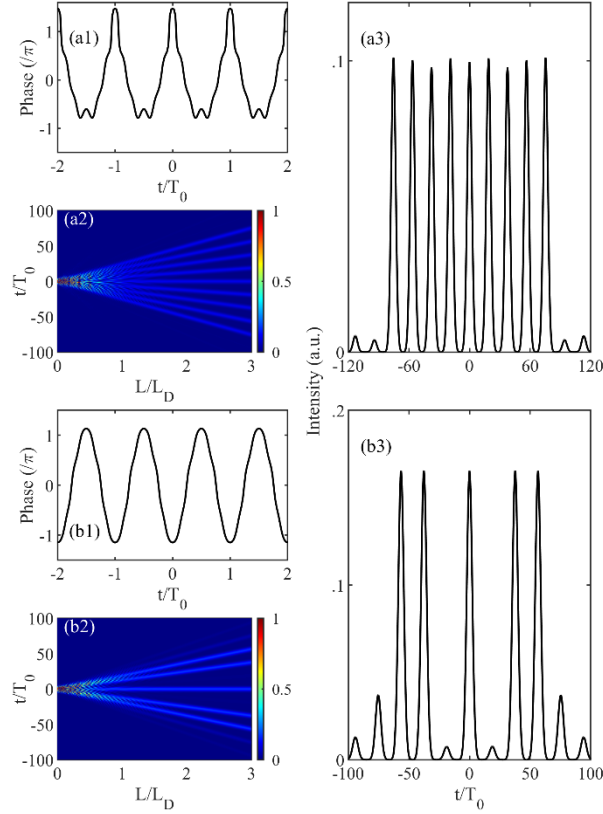 (a1)
Phase (/π)
1
0
-1
-2 -1 0 1 2
t/T0
(a2)
t/T0
100
50
0
-50
-100
0 1 2 3
L/LD
1
0.5
0
(a3)
.1
0
-120 -60 0 60 120
Intensity (a.u.)
(b1)
Phase (/π)
1
0
-1
-2 -1 0 1 2
t/T0
(b2)
t/T0
100
50
0
-50
-100
0 1 2 3
L/LD
1
0.5
0
(b3)
.2
.1
0
-100 -50 0 50 100
t/T0